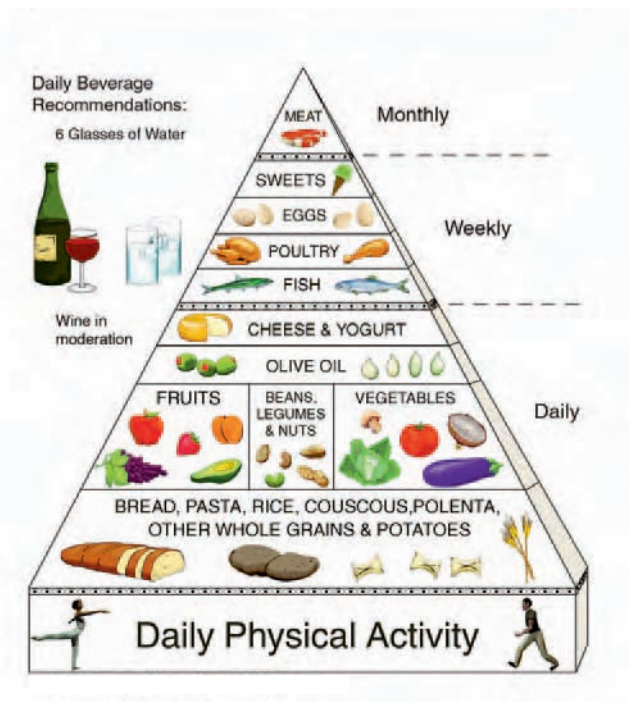 Daily Beverage
Recommendations:
6 Glasses of Water
Wine in
moderation
MEAT
Monthly
SWEETS
EGGS
POULTRY
FISH
Weekly
CHEESE & YOGURT
OLIVE OIL
FRUITS
BEANS,
LEGUMES
& NUTS
VEGETABLES
Daily
BREAD, PASTA, RICE, COUSCOUS,POLENTA,
OTHER WHOLE GRAINS & POTATOES
Daily Physical Activity